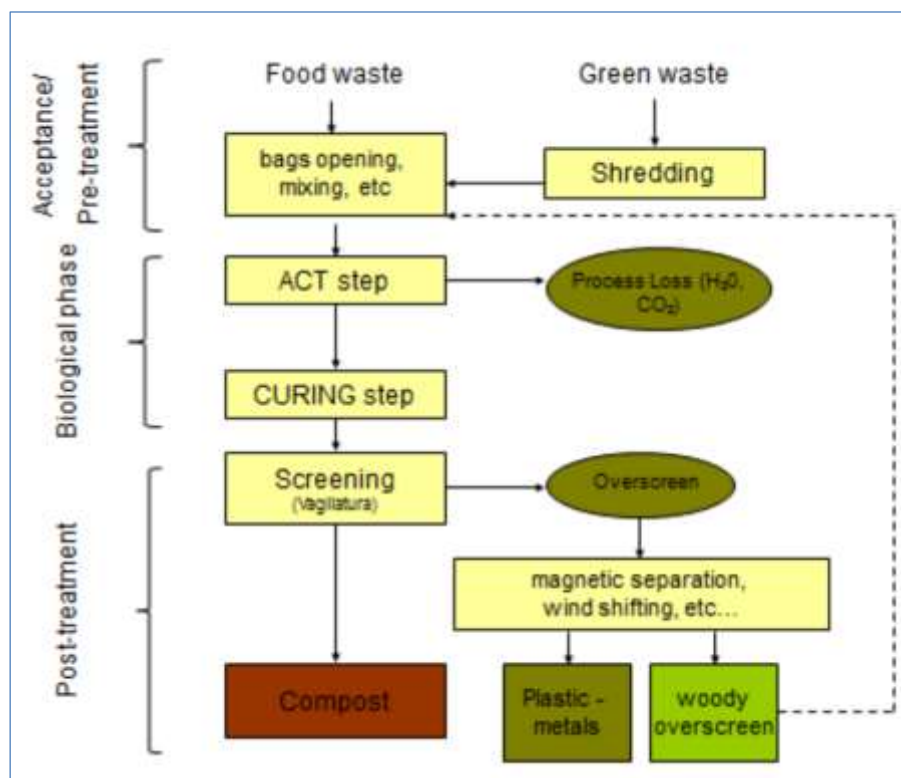 Acceptance/
Pre-treatment
Food waste
Green waste
bags opening,
mixing, etc
Shredding
Biological phase
ACT step
Process Loss (H₂0,
CO₂)
CURING step
Post-treatment
Screening
(Vagliatura)
Overscreen
magnetic separation,
wind shifting, etc...
Compost
Plastic -
metals
woody
overscreen